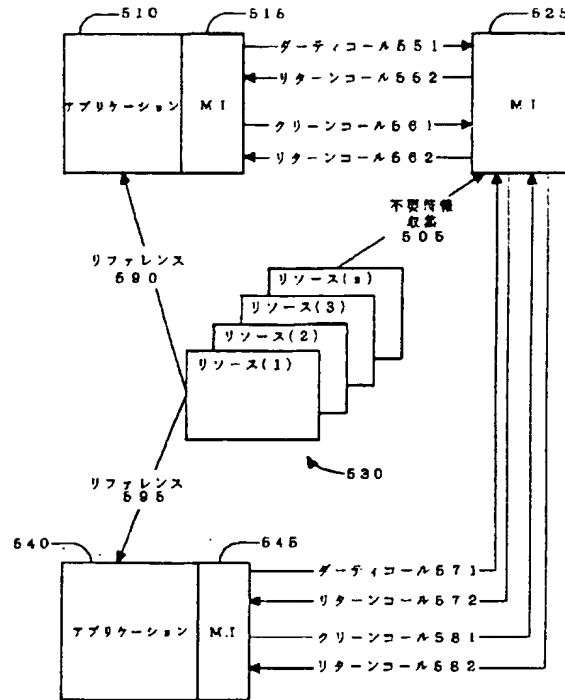 510
515
525
アプリケーション
MI
ダーティコール551
リターンコール552
クリーンコール561
リターンコール562
MI
不要情報
収集
505
リファレンス
590
リソース(n)
リソース(3)
リソース(2)
リソース(1)
530
リファレンス
595
540
545
アプリケーション
M.I
ダーティコール571
リターンコール572
クリーンコール581
リターンコール582